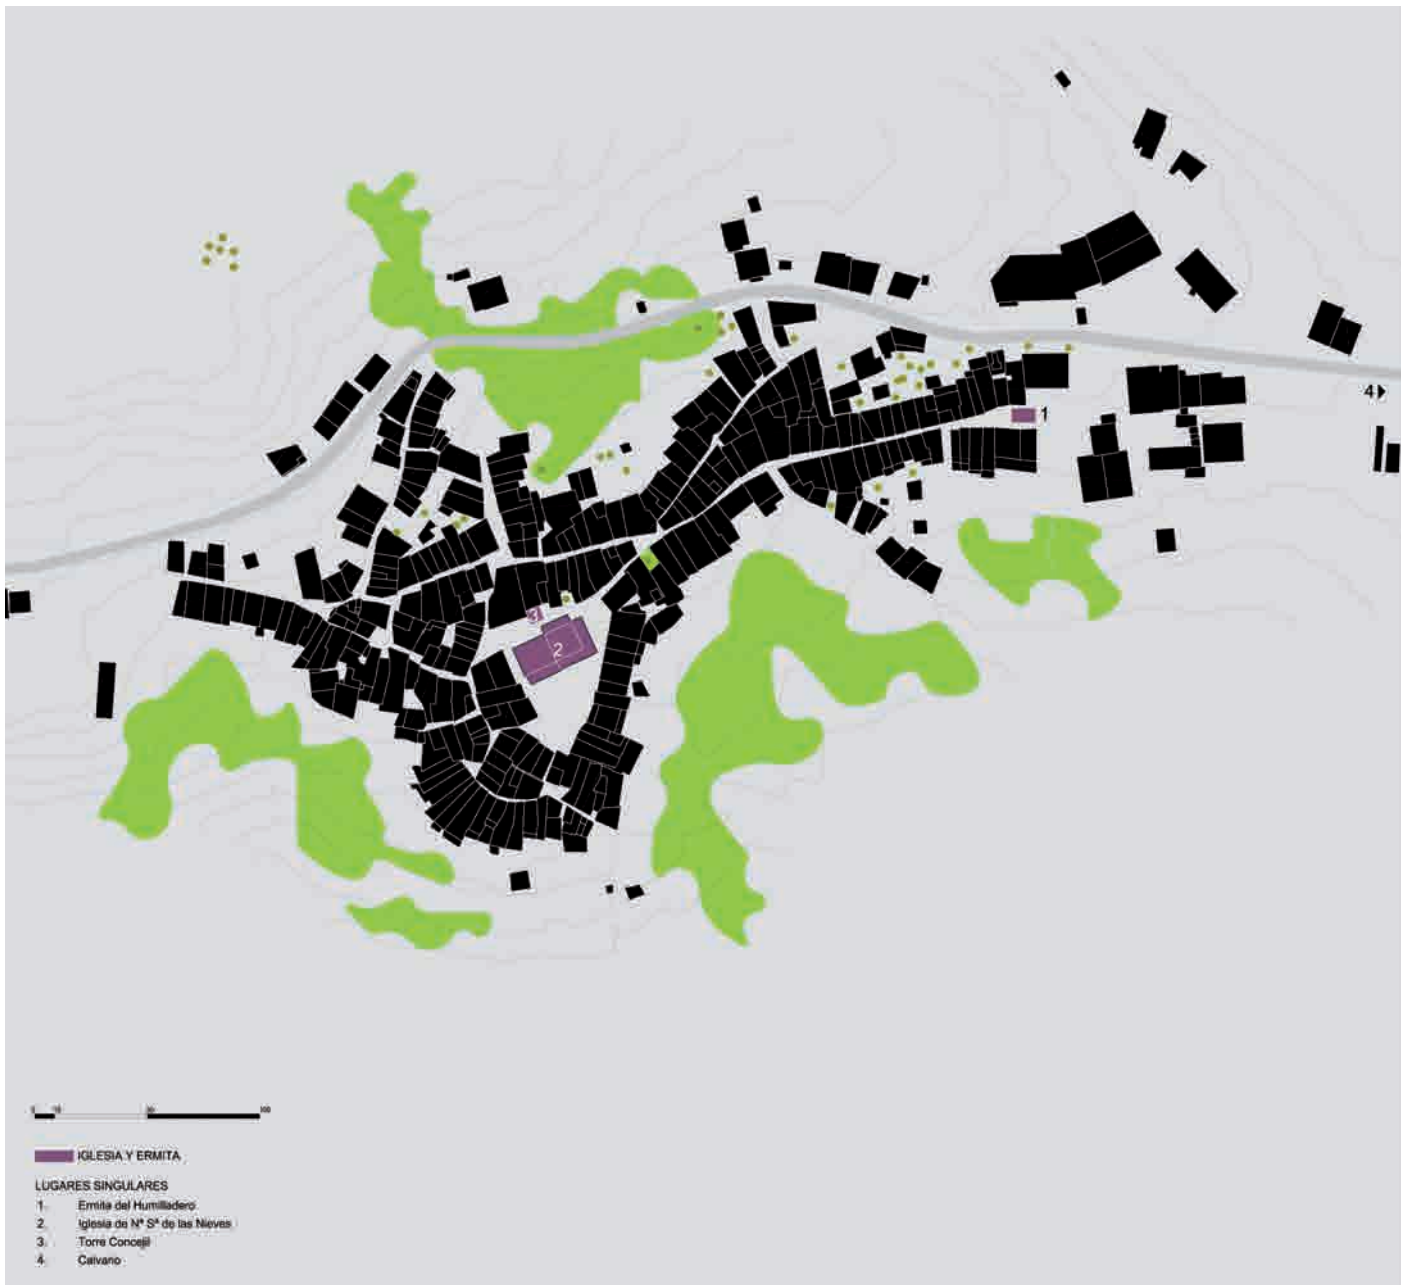 4
1
3
2
0 10 50 100
IGLESIA Y ERMITA
LUGARES SINGULARES
1. Ermita del Humilladero
2. Iglesia de Nª Sª de las Nieves
3. Torre Concejil
4. Calvario